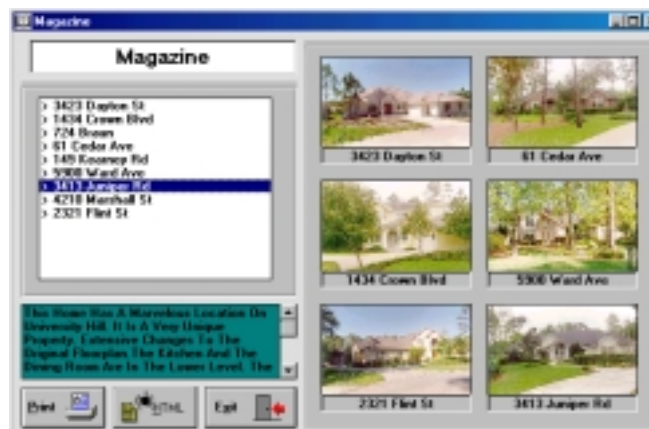 Magazine
Magazine
> 3423 Dayton St
> 1434 Crown Blvd
> 724 Braun
> 61 Cedar Ave
> 149 Kearney Rd
> 5900 Ward Ave
> 3413 Juniper Rd
> 4210 Marshall St
> 2321 Flint St
This Home Has A Marvelous Location On
University Hill. It Is A Very Unique
Property, Extensive Changes To The
Original Floorplan The Kitchen And The
Dining Room Are In The Lower Level, The
Print
HTML
Exit
3423 Dayton St
61 Cedar Ave
1434 Crown Blvd
5900 Ward Ave
2321 Flint St
3413 Juniper Rd